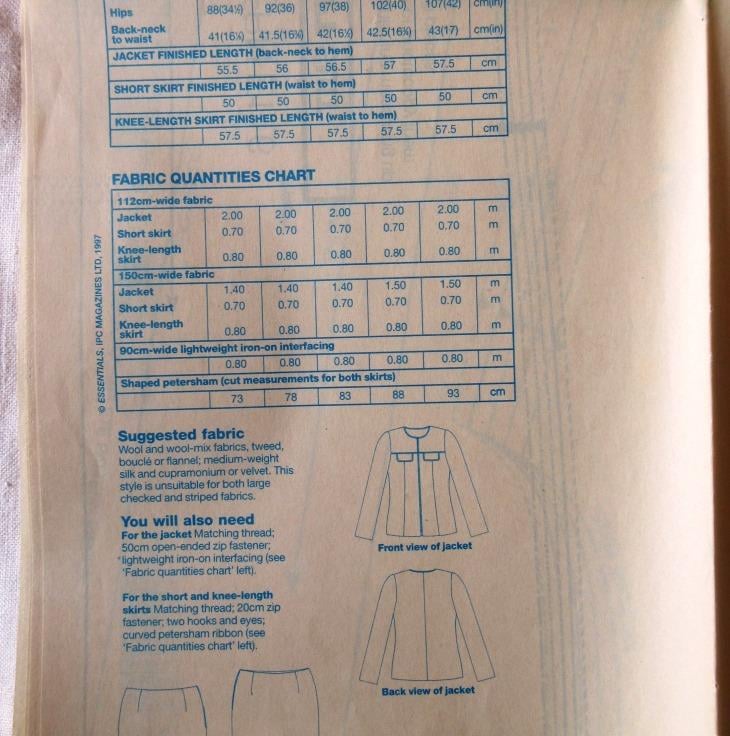 Hips 88(34½) 92(36) 97(38) 102(40) 107(42) cm(in)
Back-neck to waist 41(16¼) 41.5(16¼) 42(16½) 42.5(16¾) 43(17) cm(in)
JACKET FINISHED LENGTH (back-neck to hem)
55.5 56 56.5 57 57.5 cm
SHORT SKIRT FINISHED LENGTH (waist to hem)
50 50 50 50 50 cm
KNEE-LENGTH SKIRT FINISHED LENGTH (waist to hem)
57.5 57.5 57.5 57.5 57.5 cm
FABRIC QUANTITIES CHART
112cm-wide fabric
Jacket 2.00 2.00 2.00 2.00 2.00 m
Short skirt 0.70 0.70 0.70 0.70 0.70 m
Knee-length skirt 0.80 0.80 0.80 0.80 0.80 m
150cm-wide fabric
Jacket 1.40 1.40 1.40 1.50 1.50 m
Short skirt 0.70 0.70 0.70 0.70 0.70 m
Knee-length skirt 0.80 0.80 0.80 0.80 0.80 m
90cm-wide lightweight iron-on interfacing
0.80 0.80 0.80 0.80 0.80 m
Shaped petersham (cut measurements for both skirts)
73 78 83 88 93 cm
© ESSENTIALS, IPC MAGAZINES LTD, 1997
Suggested fabric
Wool and wool-mix fabrics, tweed,
bouclé or flannel; medium-weight
silk and cupramonium or velvet. This
style is unsuitable for both large
checked and striped fabrics.
You will also need
For the jacket Matching thread;
50cm open-ended zip fastener;
*lightweight iron-on interfacing (see
'Fabric quantities chart' left).
For the short and knee-length
skirts Matching thread; 20cm zip
fastener; two hooks and eyes;
curved petersham ribbon (see
'Fabric quantities chart' left).
Front view of jacket
Back view of jacket